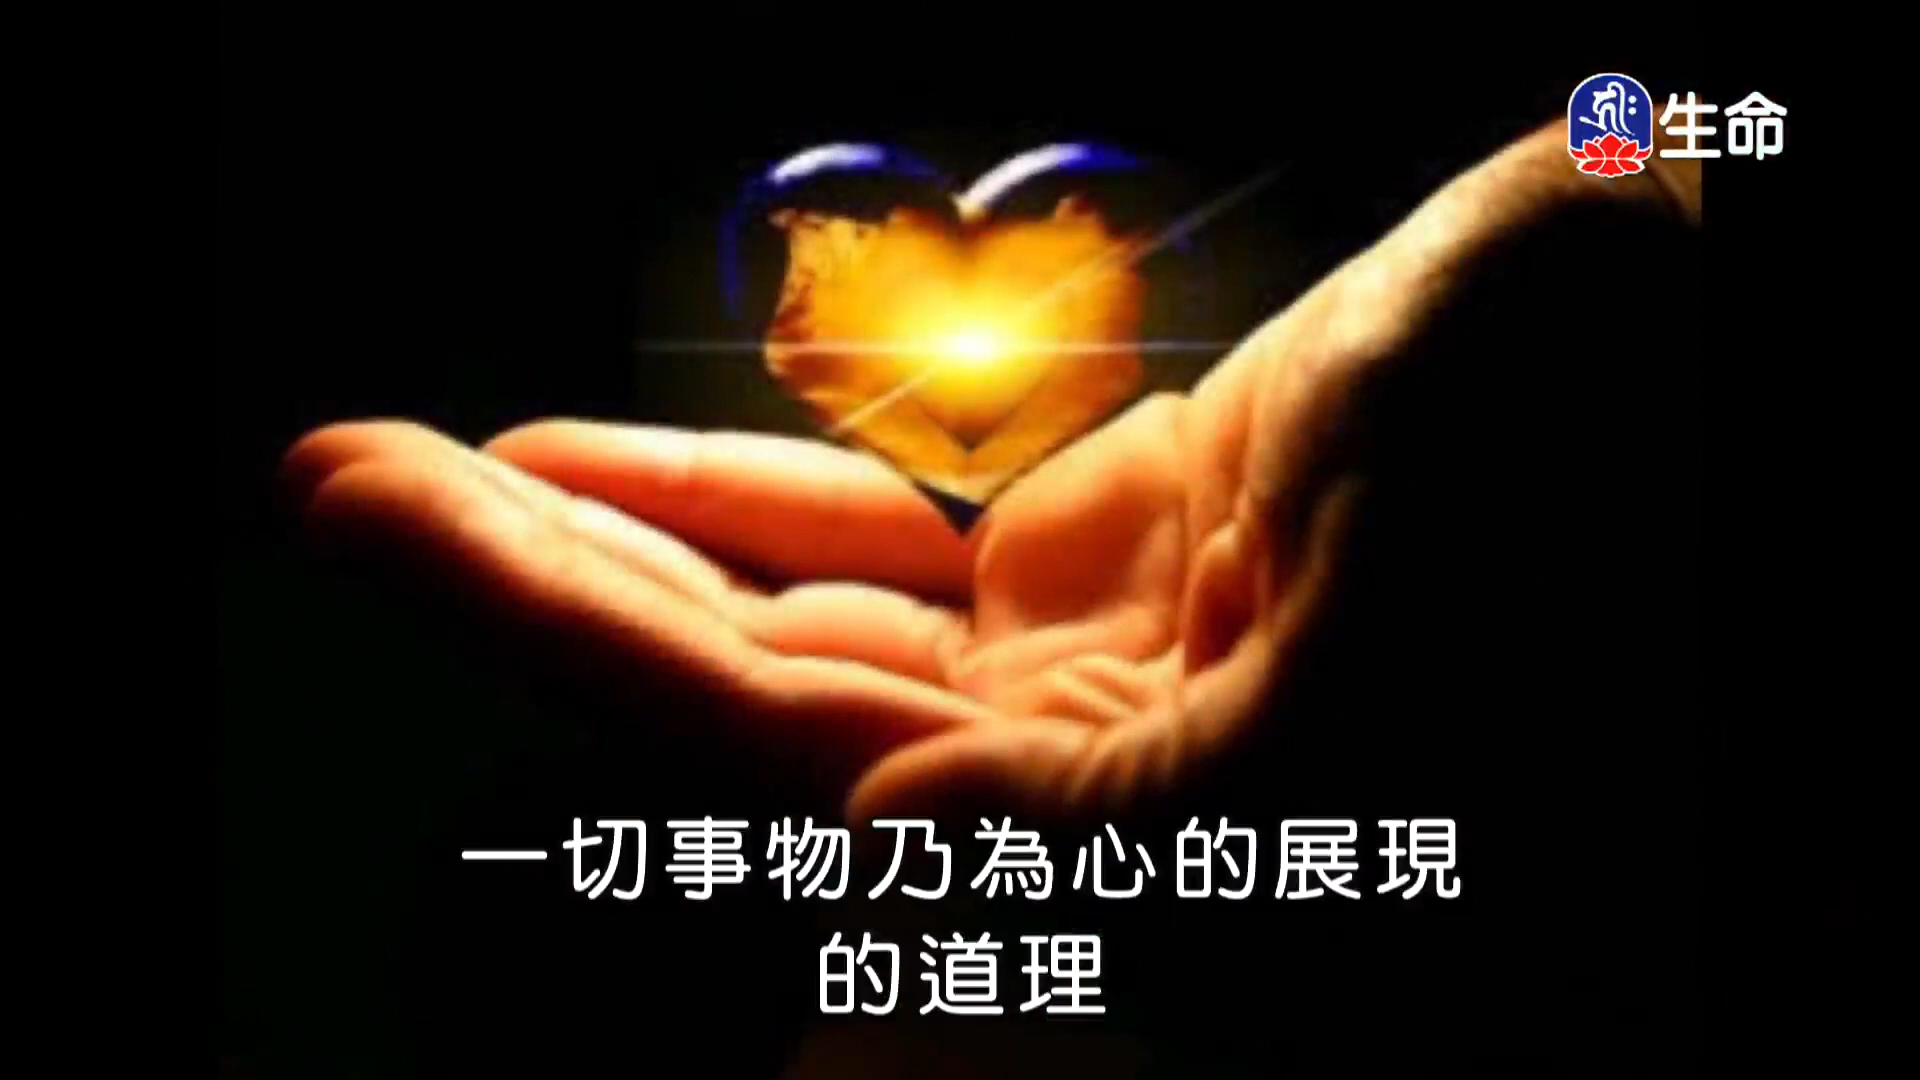 生命
一切事物乃為心的展現
的道理